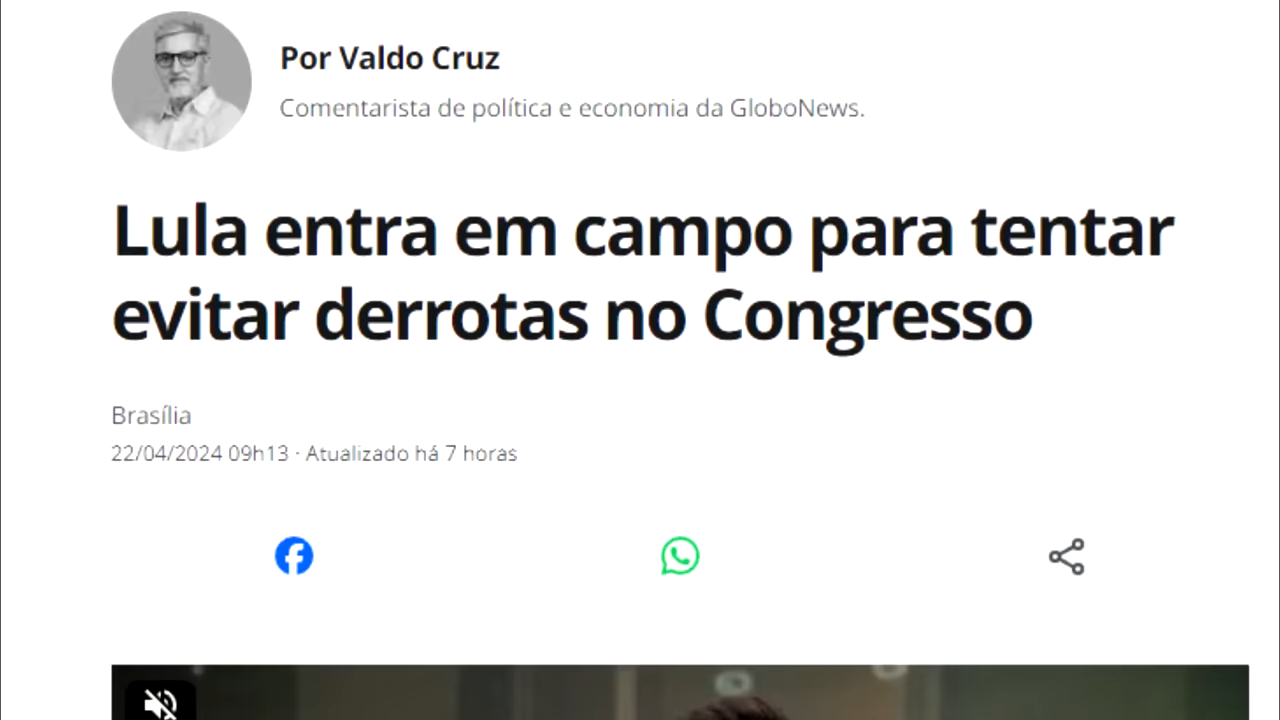 Por Valdo Cruz
Comentarista de política e economia da GloboNews.
Lula entra em campo para tentar
evitar derrotas no Congresso
Brasília
22/04/2024 09h13 · Atualizado há 7 horas